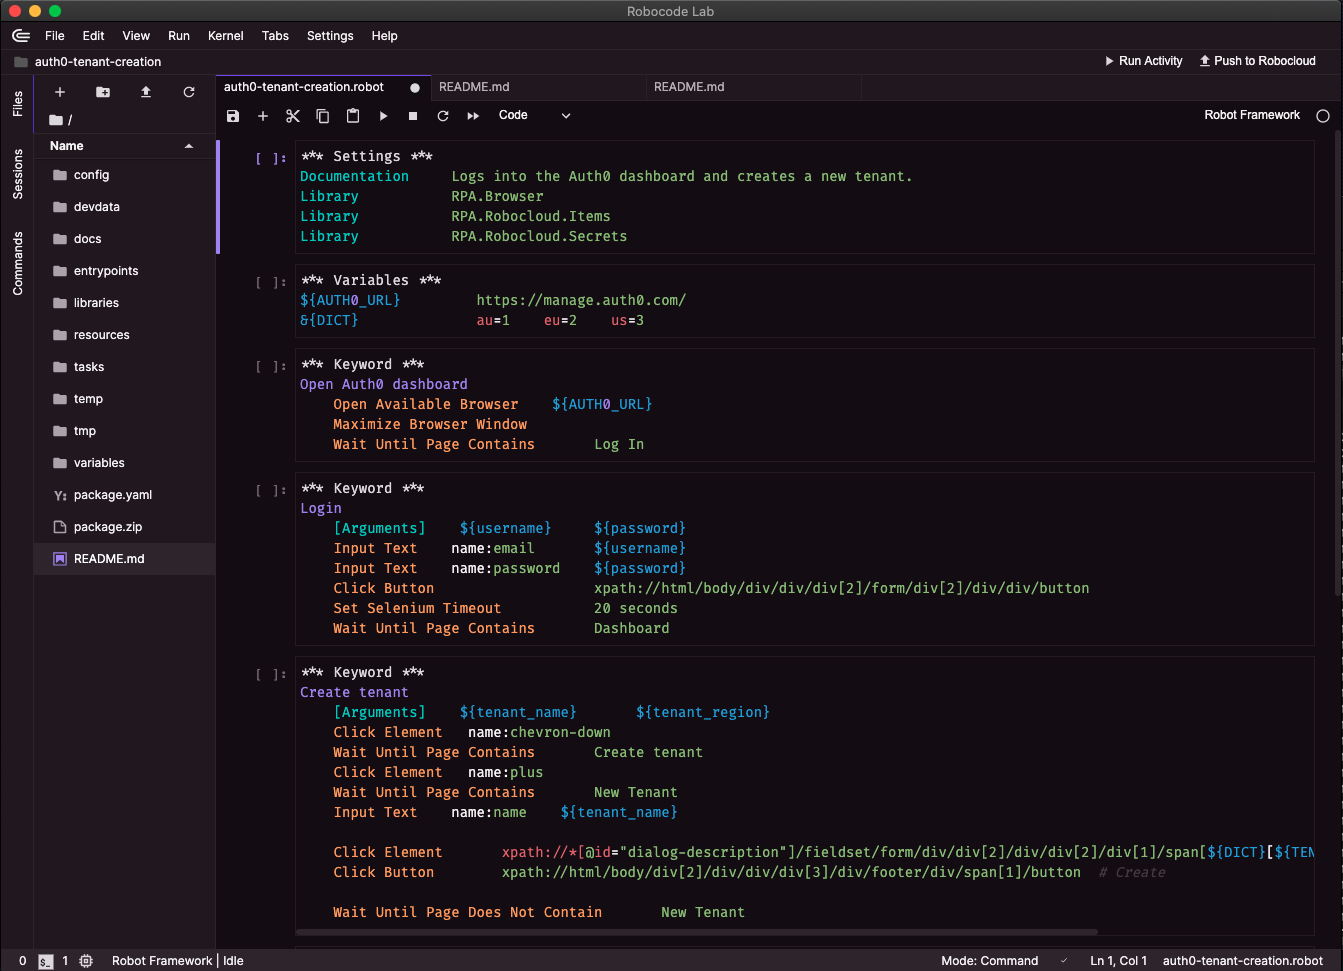 Robocode Lab
File Edit View Run Kernel Tabs Settings Help
auth0-tenant-creation
Run Activity Push to Robocloud
Files
Sessions
Commands
/
Name
config
devdata
docs
entrypoints
libraries
resources
tasks
temp
tmp
variables
Y: package.yaml
package.zip
README.md
auth0-tenant-creation.robot README.md README.md
Code Robot Framework
[ ]: *** Settings ***
Documentation Logs into the Auth0 dashboard and creates a new tenant.
Library RPA.Browser
Library RPA.Robocloud.Items
Library RPA.Robocloud.Secrets
[ ]: *** Variables ***
${AUTH0_URL} https://manage.auth0.com/
&{DICT} au=1 eu=2 us=3
[ ]: *** Keyword ***
Open Auth0 dashboard
Open Available Browser ${AUTH0_URL}
Maximize Browser Window
Wait Until Page Contains Log In
[ ]: *** Keyword ***
Login
[Arguments] ${username} ${password}
Input Text name:email ${username}
Input Text name:password ${password}
Click Button xpath://html/body/div/div/div[2]/form/div[2]/div/div/button
Set Selenium Timeout 20 seconds
Wait Until Page Contains Dashboard
[ ]: *** Keyword ***
Create tenant
[Arguments] ${tenant_name} ${tenant_region}
Click Element name:chevron-down
Wait Until Page Contains Create tenant
Click Element name:plus
Wait Until Page Contains New Tenant
Input Text name:name ${tenant_name}
Click Element xpath://*[@id="dialog-description"]/fieldset/form/div/div[2]/div/div[2]/div[1]/span[${DICT}[${TEN
Click Button xpath://html/body/div[2]/div/div/div[3]/div/footer/div/span[1]/button # Create
Wait Until Page Does Not Contain New Tenant
0 $_ 1 Robot Framework | Idle Mode: Command Ln 1, Col 1 auth0-tenant-creation.robot